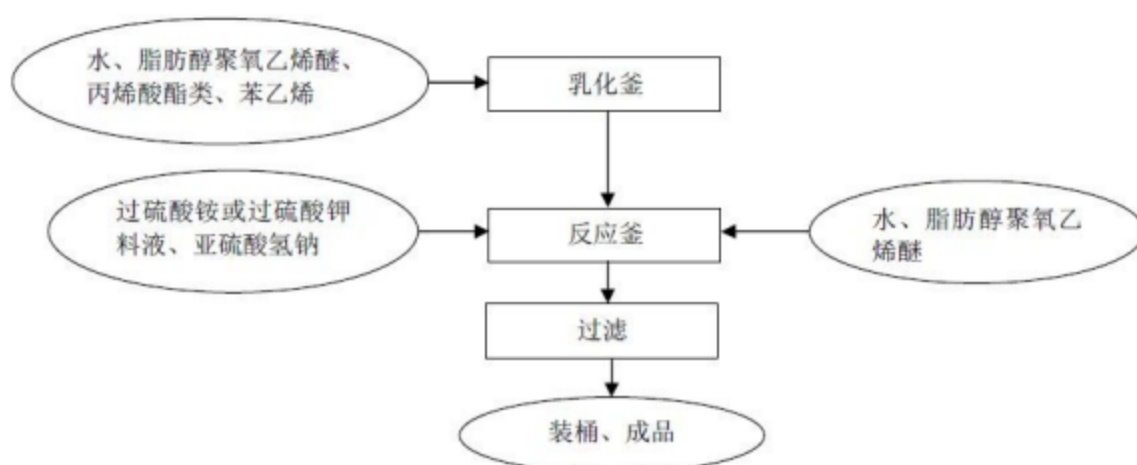 水、脂肪醇聚氧乙烯醚、
丙烯酸酯类、苯乙烯
乳化釜
过硫酸铵或过硫酸钾
料液、亚硫酸氢钠
反应釜
水、脂肪醇聚氧乙
烯醚
过滤
装桶、成品